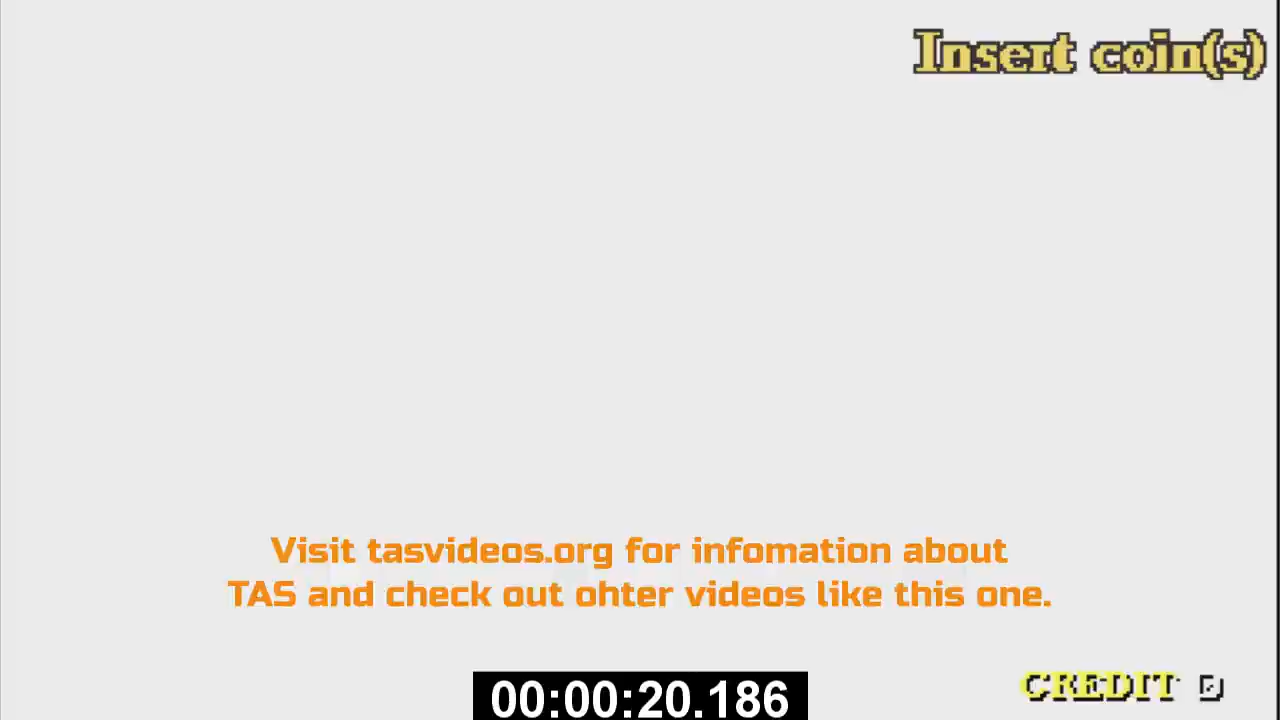 Insert coin(s)
Visit tasvideos.org for infomation about
TAS and check out ohter videos like this one.
00:00:20.186
CREDIT 0